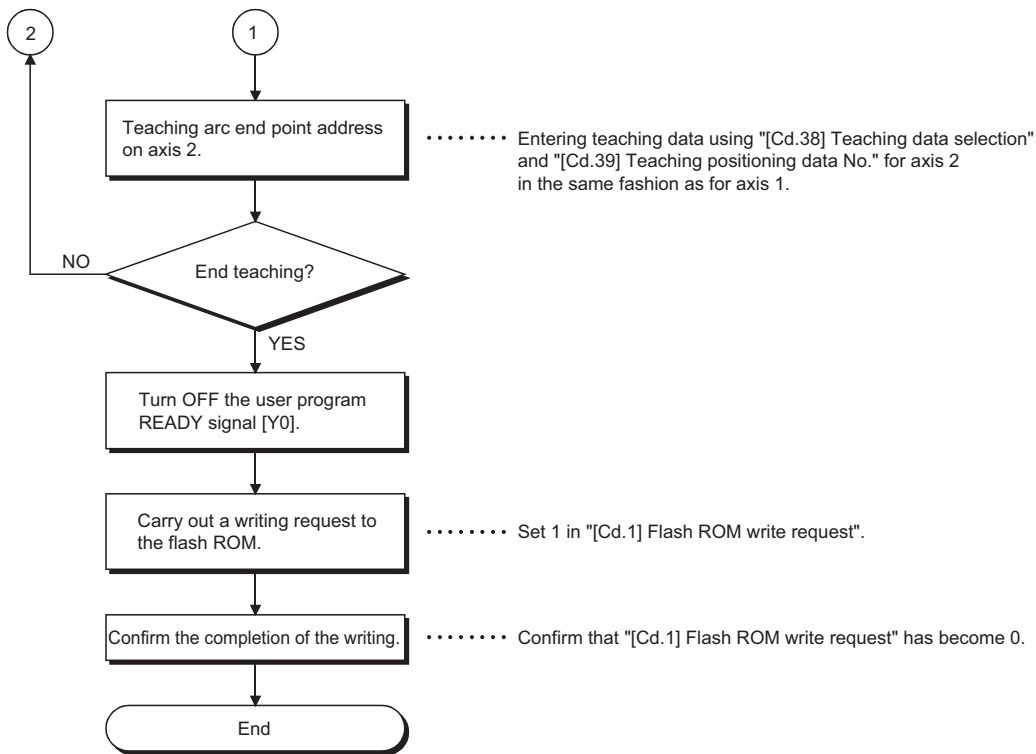 2
1
Teaching arc end point address
on axis 2.
Entering teaching data using "[Cd.38] Teaching data selection"
and "[Cd.39] Teaching positioning data No." for axis 2
in the same fashion as for axis 1.
NO
End teaching?
YES
Turn OFF the user program
READY signal [Y0].
Carry out a writing request to
the flash ROM.
Set 1 in "[Cd.1] Flash ROM write request".
Confirm the completion of the writing.
Confirm that "[Cd.1] Flash ROM write request" has become 0.
End